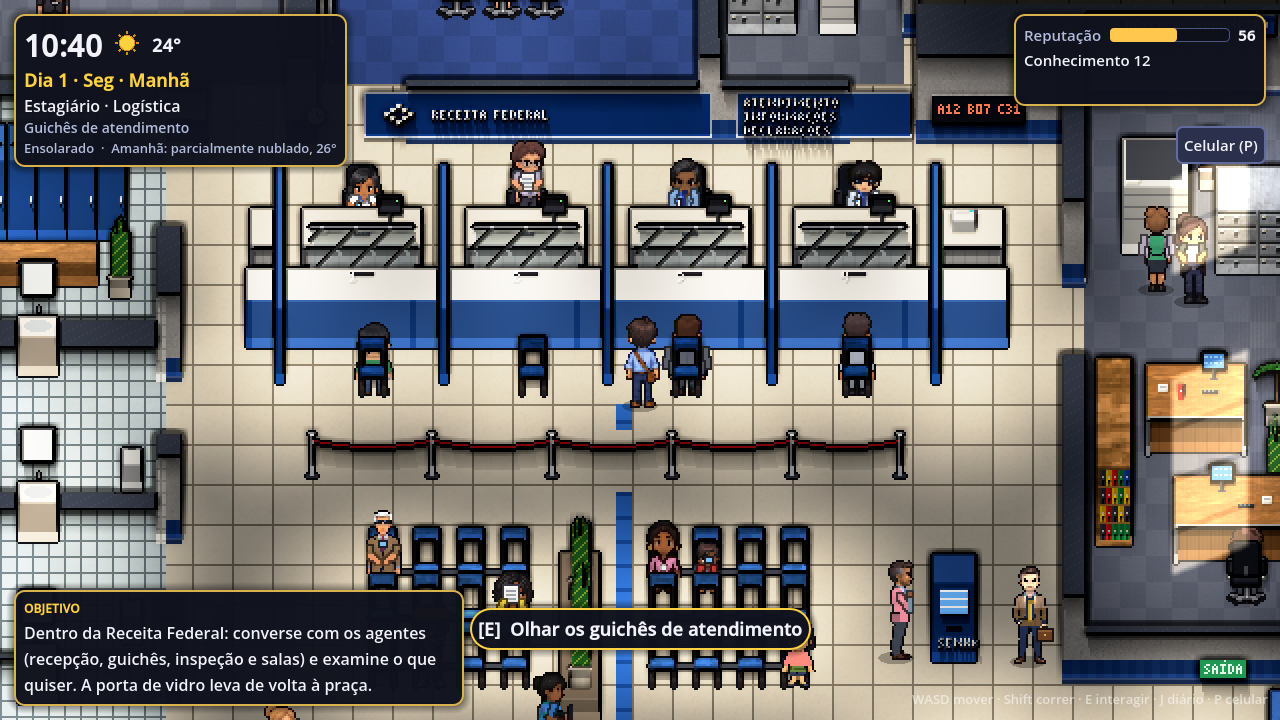 10:40 24°
Dia 1 · Seg · Manhã
Estagiário · Logística
Guichês de atendimento
Ensolarado · Amanhã: parcialmente nublado, 26°
Reputação 56
Conhecimento 12
Celular (P)
RECEITA FEDERAL
ATENDIMENTO
INFORMAÇÕES
DECLARAÇÕES
A12 B07 C31
[E] Olhar os guichês de atendimento
OBJETIVO
Dentro da Receita Federal: converse com os agentes
(recepção, guichês, inspeção e salas) e examine o que
quiser. A porta de vidro leva de volta à praça.
SAÍDA
WASD mover · Shift correr · E interagir · J diário · P celular